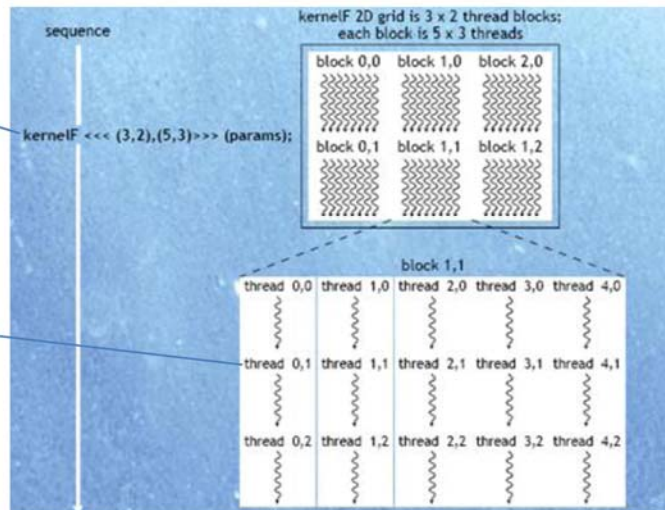 sequence
kernelF 2D grid is 3 x 2 thread blocks;
each block is 5 x 3 threads
block 0,0 block 1,0 block 2,0
kernelF <<< (3,2),(5,3)>>> (params);
block 0,1 block 1,1 block 1,2
block 1,1
thread 0,0 thread 1,0 thread 2,0 thread 3,0 thread 4,0
thread 0,1 thread 1,1 thread 2,1 thread 3,1 thread 4,1
thread 0,2 thread 1,2 thread 2,2 thread 3,2 thread 4,2